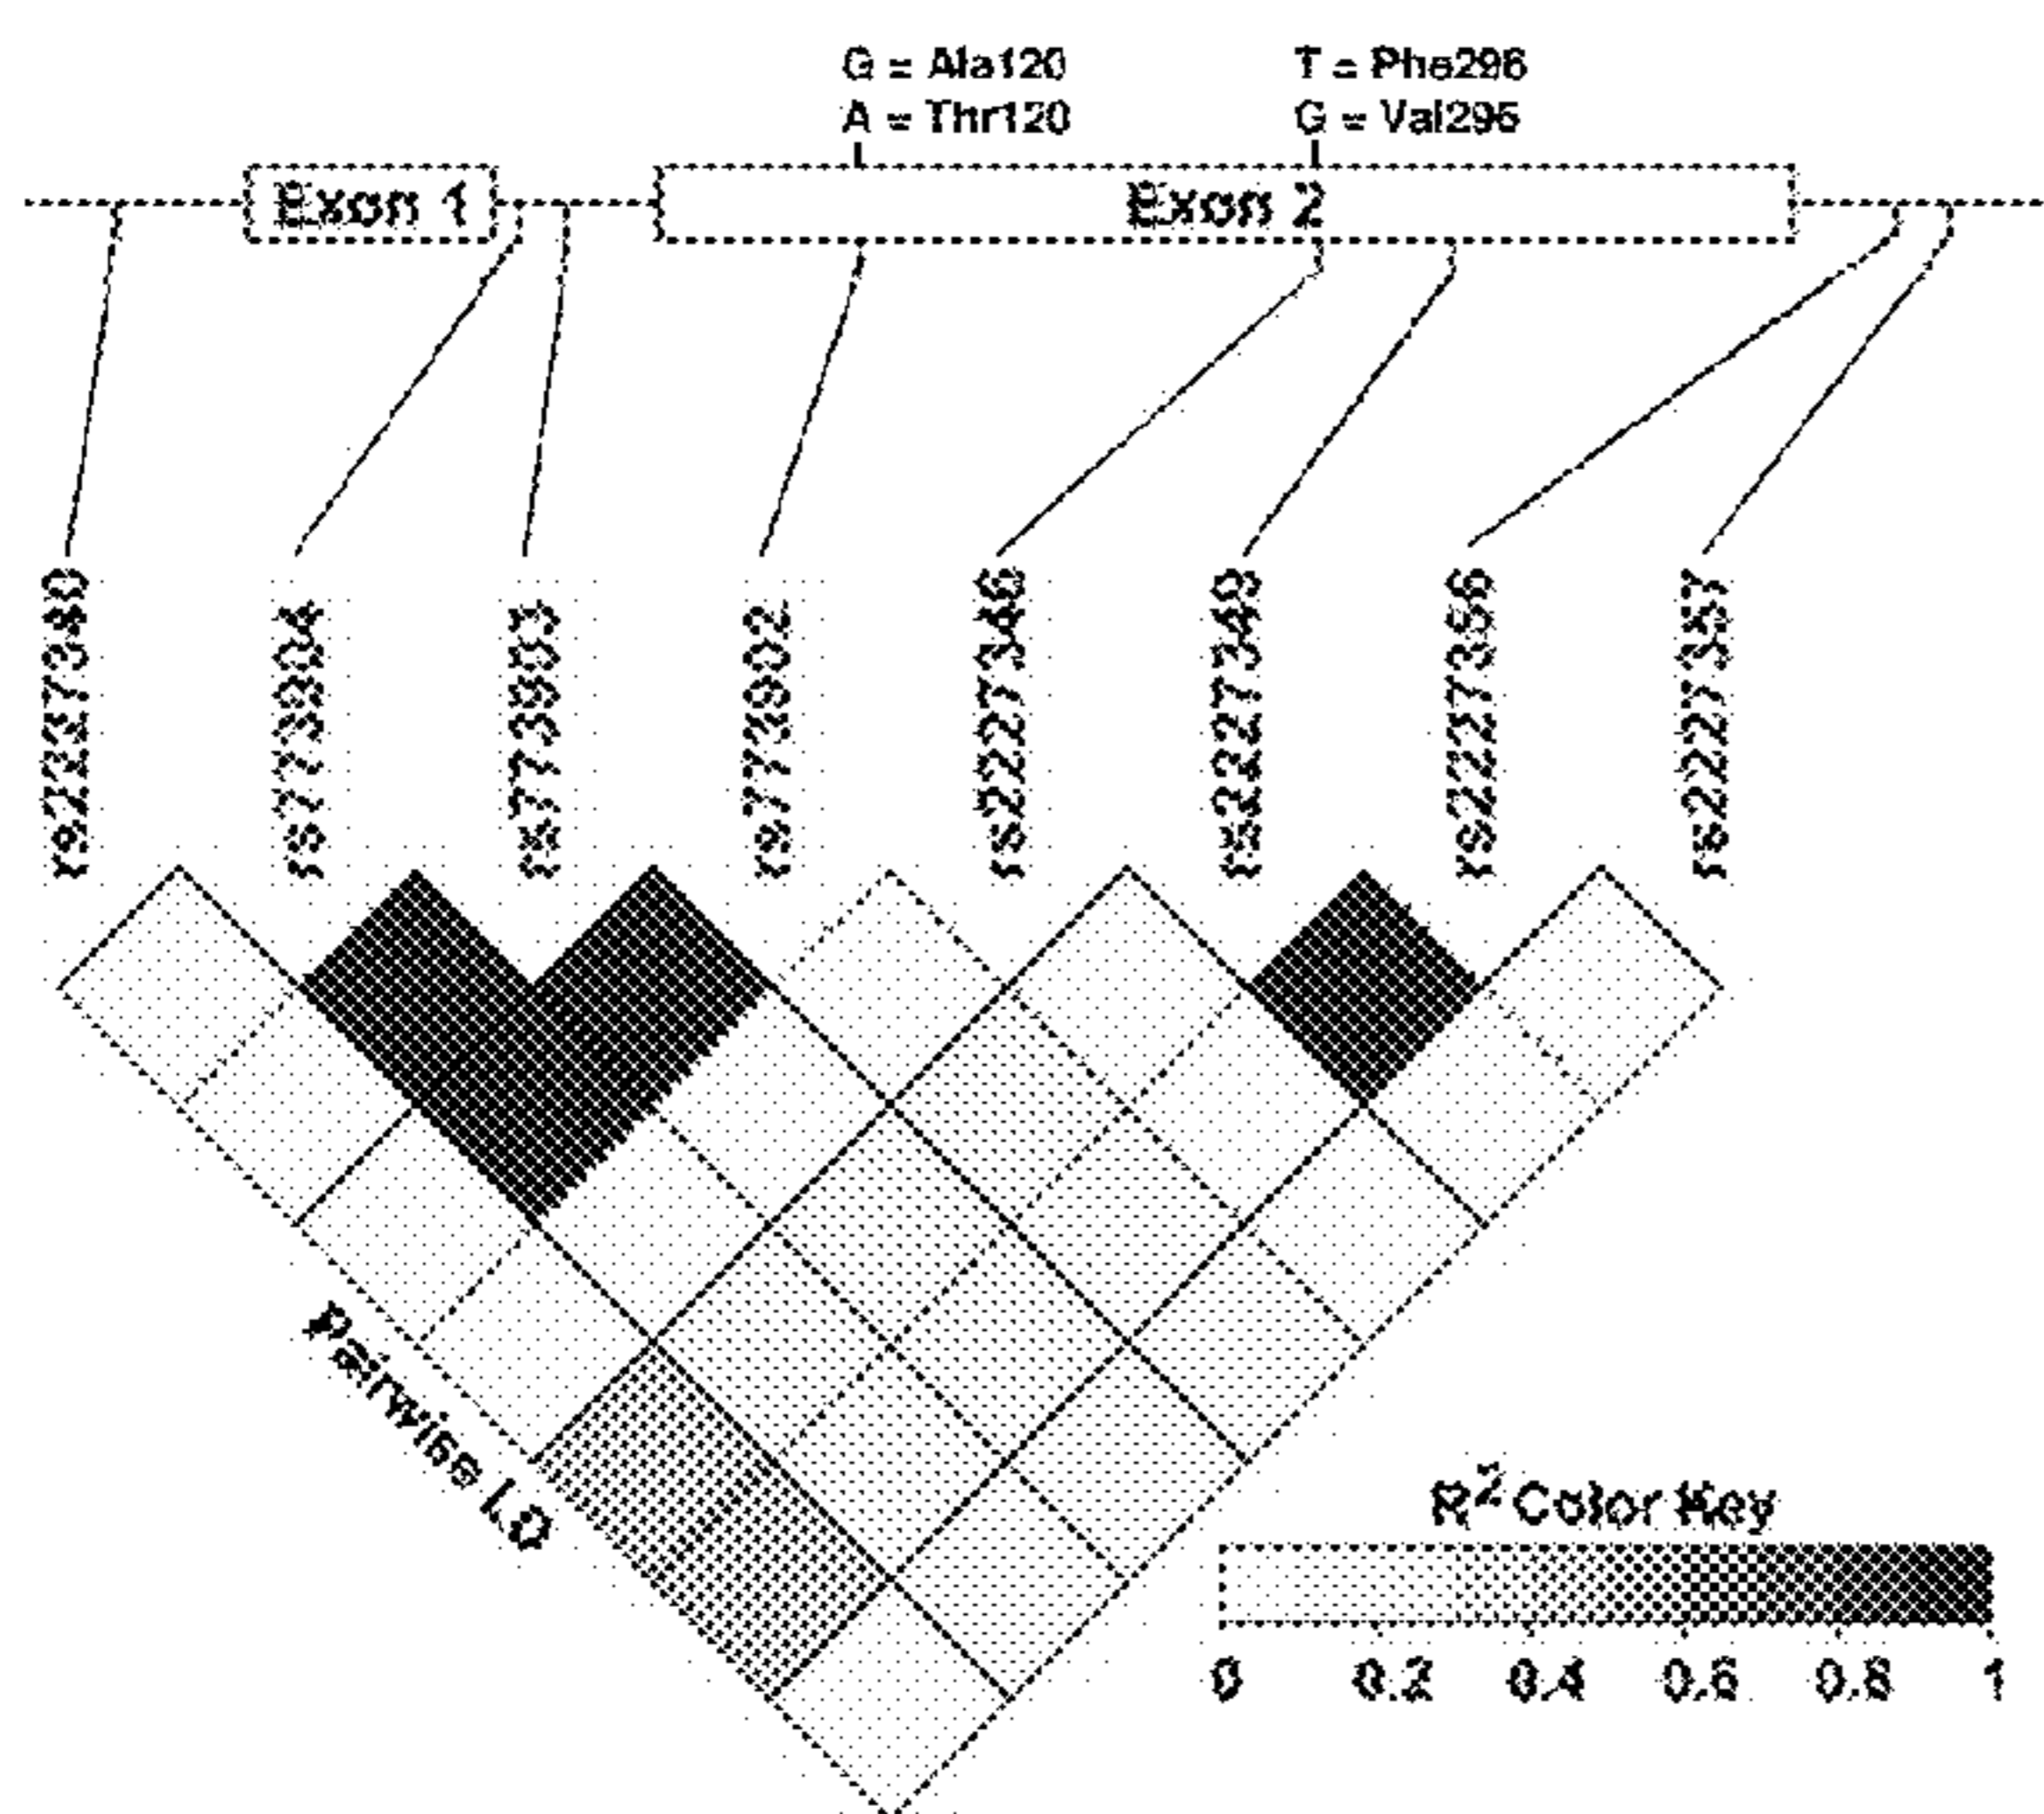 G = Ala120
A = Thr120
T = Phe296
G = Val296
Exon 1
Exon 2
rs773904
rs773903
rs773902
rs2227346
rs2227349
rs2227356
rs2227357
Pairwise LD
R² Color Key
0 0.2 0.4 0.6 0.8 1